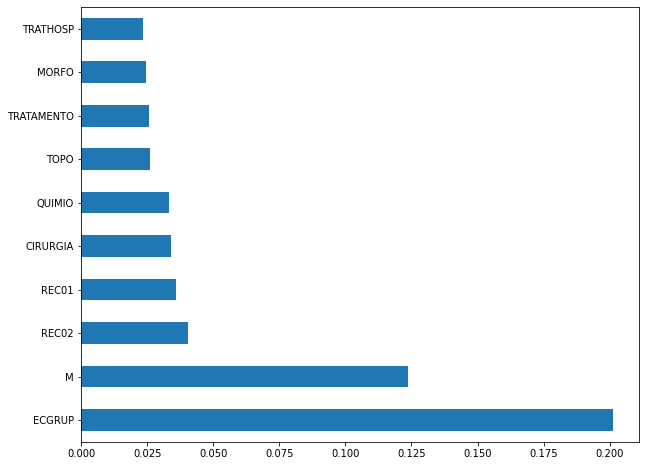 TRATHOSP
MORFO
TRATAMENTO
TOPO
QUIMIO
CIRURGIA
REC01
REC02
M
ECGRUP
0.000 0.025 0.050 0.075 0.100 0.125 0.150 0.175 0.200